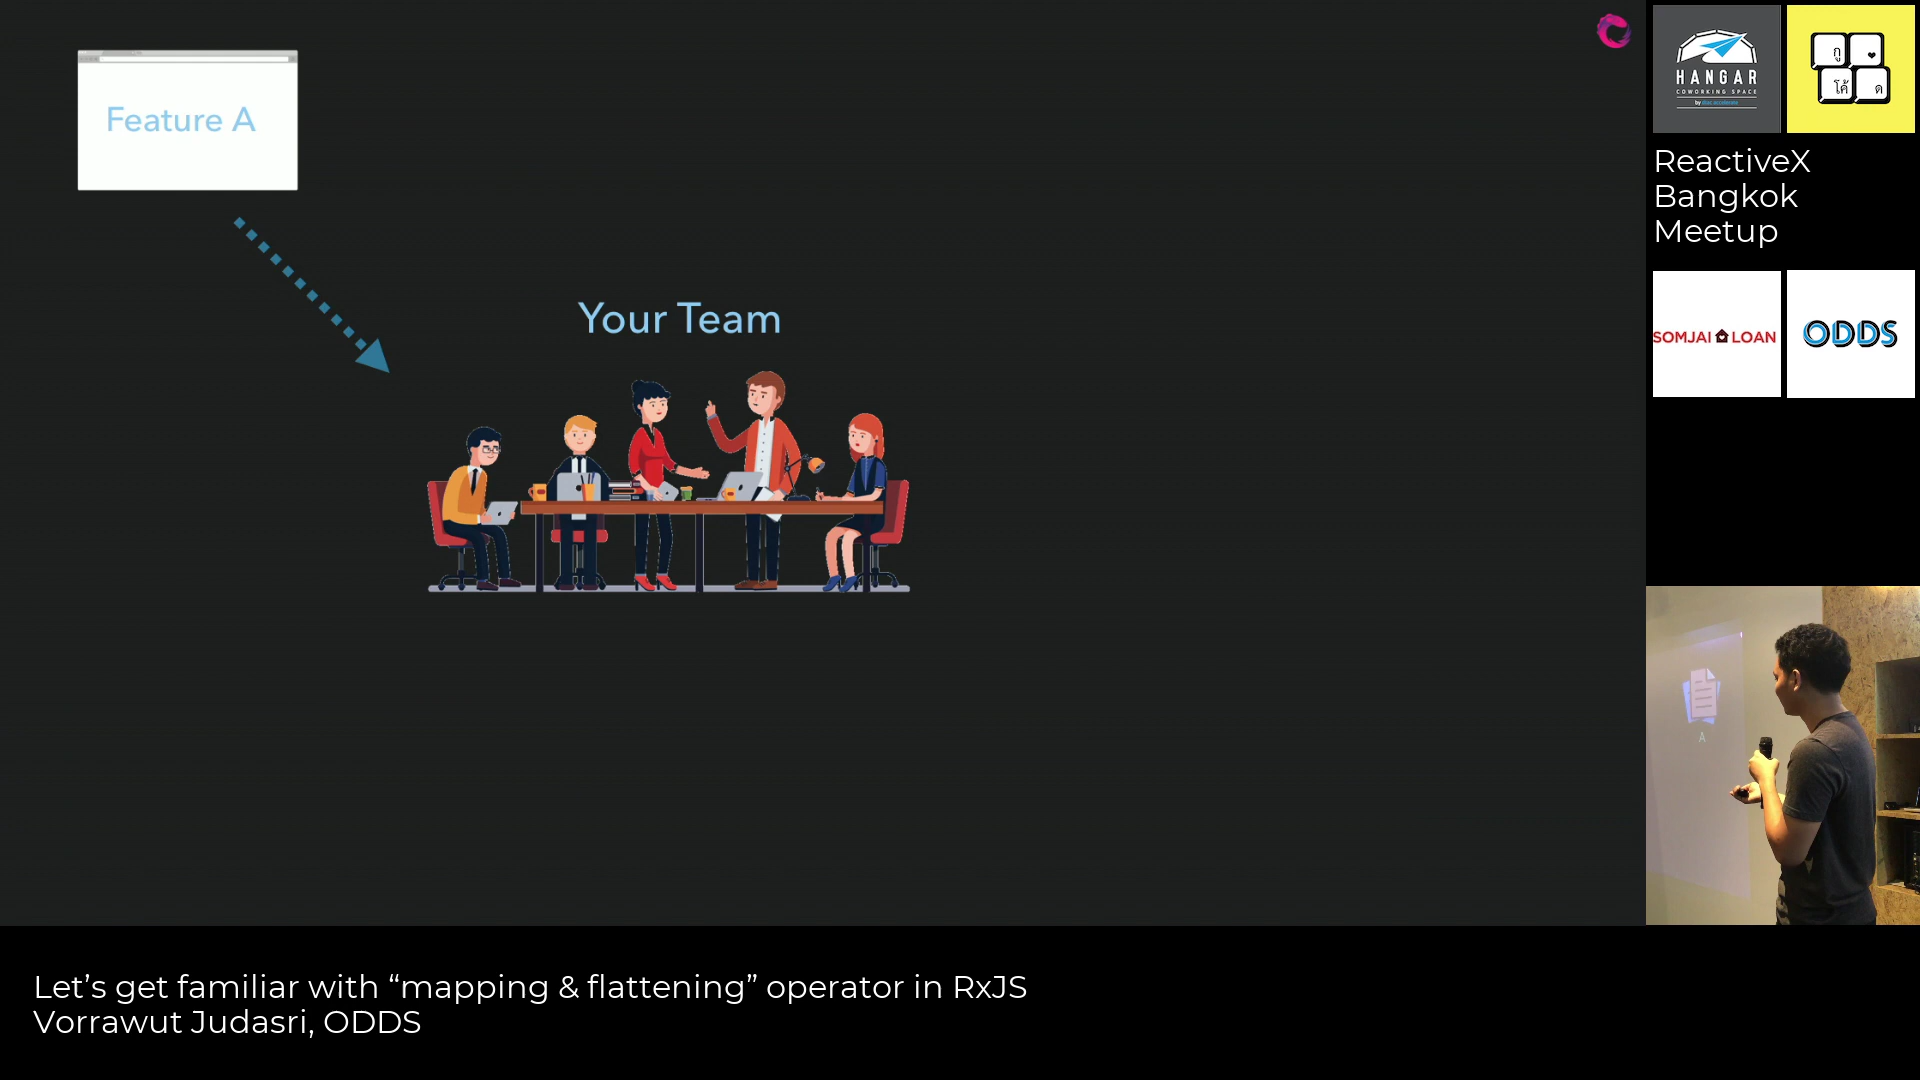 Feature A
Your Team
HANGAR
COWORKING SPACE
กู
โค้
ด
ReactiveX
Bangkok
Meetup
SOMJAI LOAN
ODDS
A
Let’s get familiar with “mapping & flattening” operator in RxJS
Vorrawut Judasri, ODDS